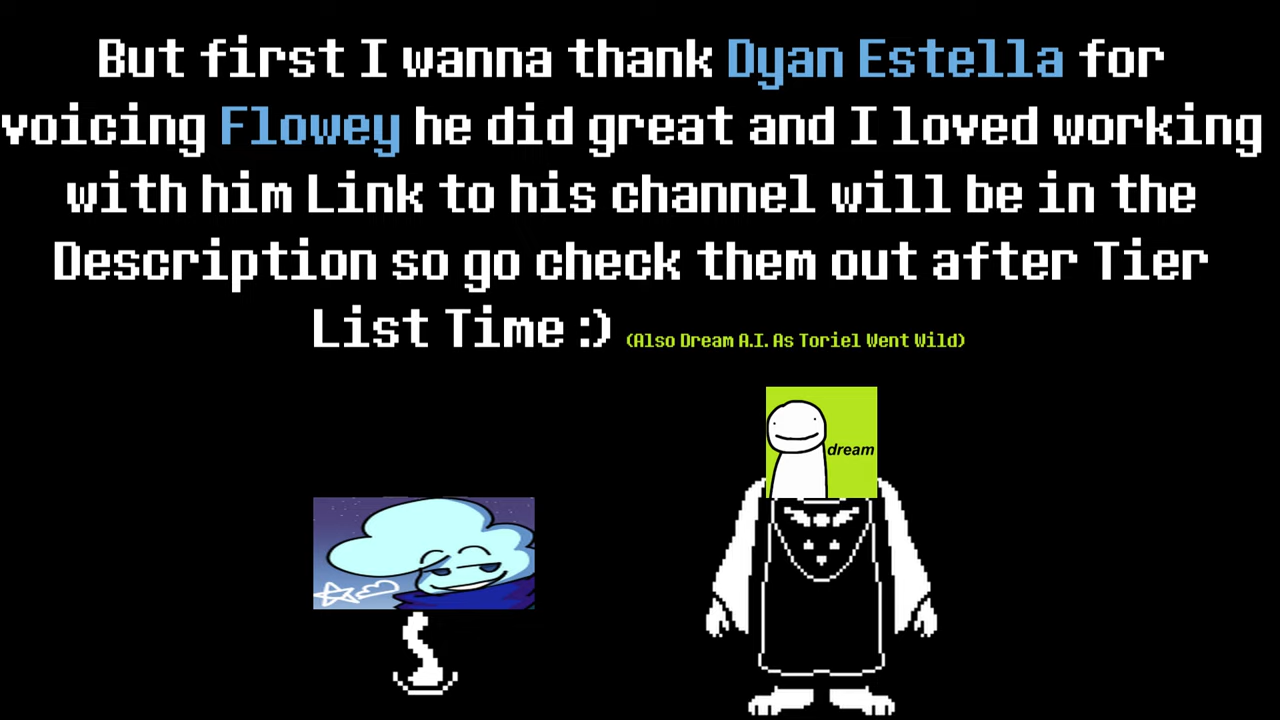 But first I wanna thank Dyan Estella for
voicing Flowey he did great and I loved working
with him Link to his channel will be in the
Description so go check them out after Tier
List Time :) (Also Dream A.I. As Toriel Went Wild)
dream